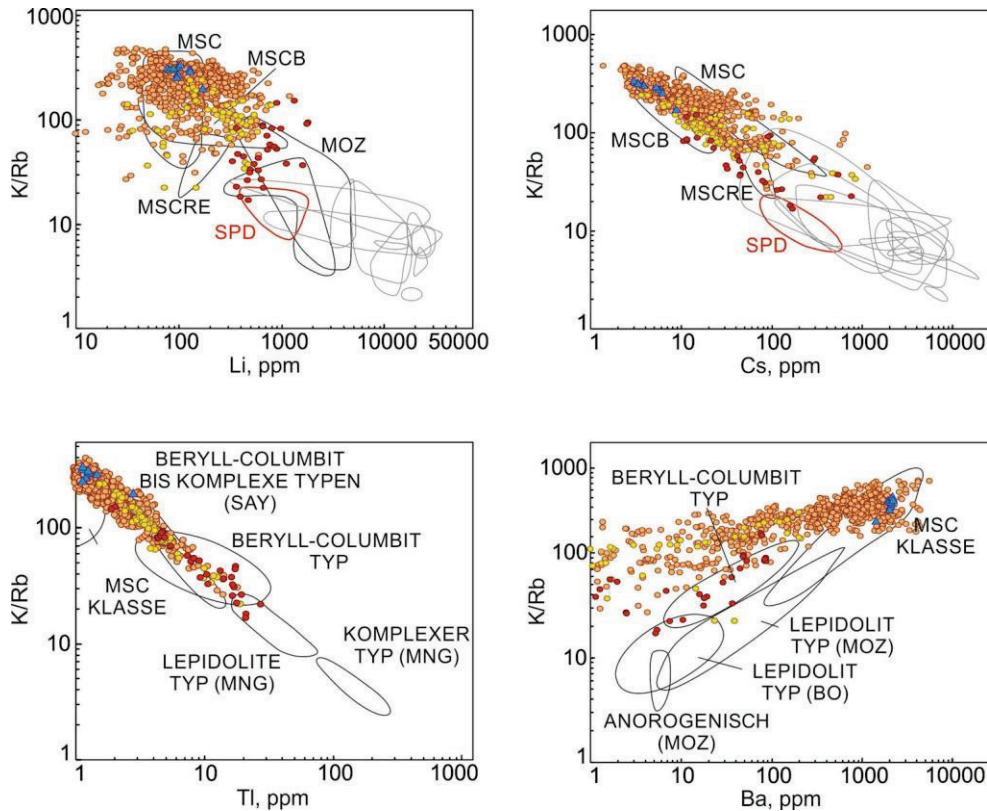 1000
100
10
1
K/Rb
MSC
MSCB
MOZ
MSCRE
SPD
10
100
1000
10000
50000
Li, ppm
1000
100
10
1
K/Rb
MSC
MSCB
MSCRE
SPD
1
10
100
1000
10000
Cs, ppm
100
10
1
K/Rb
BERYLL-COLUMBIT
BIS KOMPLEXE TYPEN
(SAY)
BERYLL-COLUMBIT
TYP
MSC
KLASSE
LEPIDOLITE
TYP (MNG)
KOMPLEXER
TYP (MNG)
1
10
100
1000
Tl, ppm
1000
100
10
1
K/Rb
BERYLL-COLUMBIT
TYP
MSC
KLASSE
LEPIDOLIT
TYP (MOZ)
LEPIDOLIT
TYP (BO)
ANOROGENISCH
(MOZ)
1
10
100
1000
10000
Ba, ppm